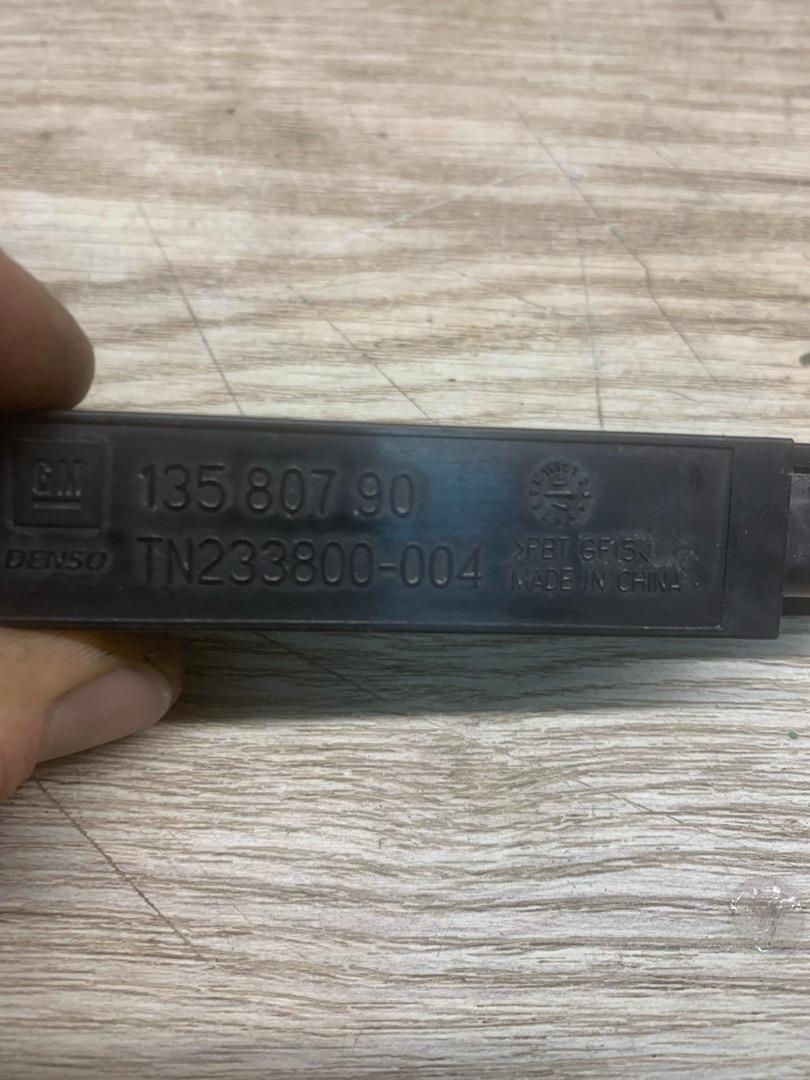 GM
135 807 90
DENSO
TN233800-004
>PBT GF15<
MADE IN CHINA